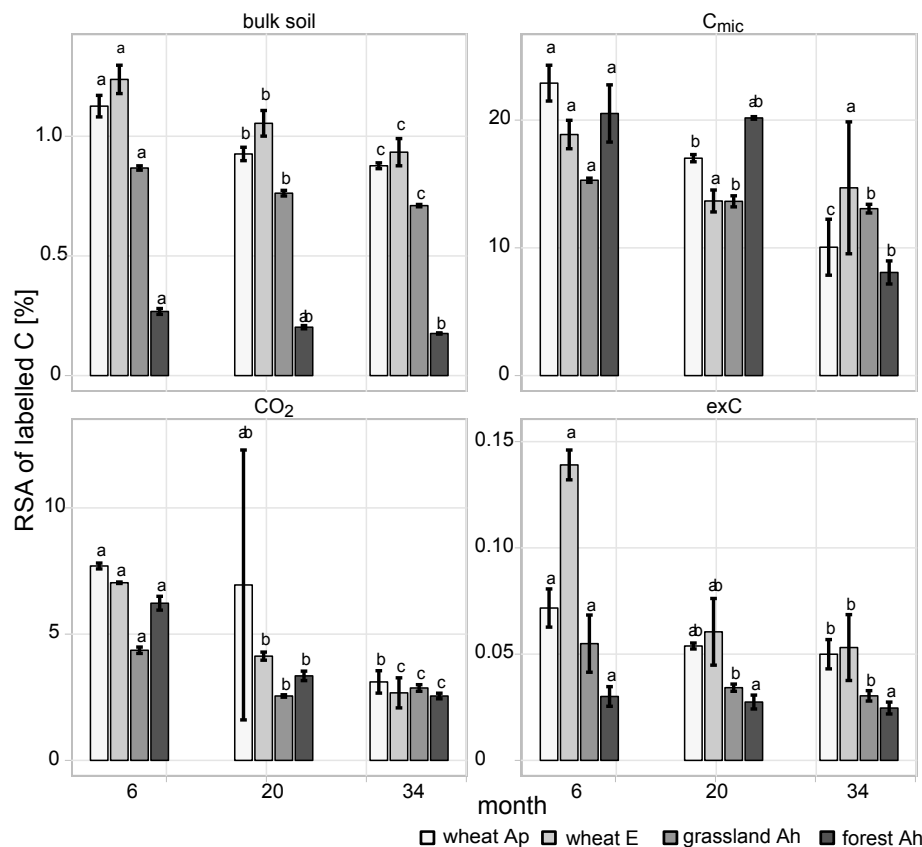 bulk soil
C_mic
RSA of labelled C [%]
1.0
0.5
0
a
a
a
a
b
b
b
ab
c
c
c
b
20
10
0
a
a
a
a
b
a
b
ab
c
a
b
b
CO2
exC
10
5
0
a
a
a
a
ab
b
b
b
b
c
c
c
0.15
0.10
0.05
0
a
a
a
a
ab
ab
b
a
b
b
b
a
6 20 34 6 20 34
month
wheat Ap wheat E grassland Ah forest Ah